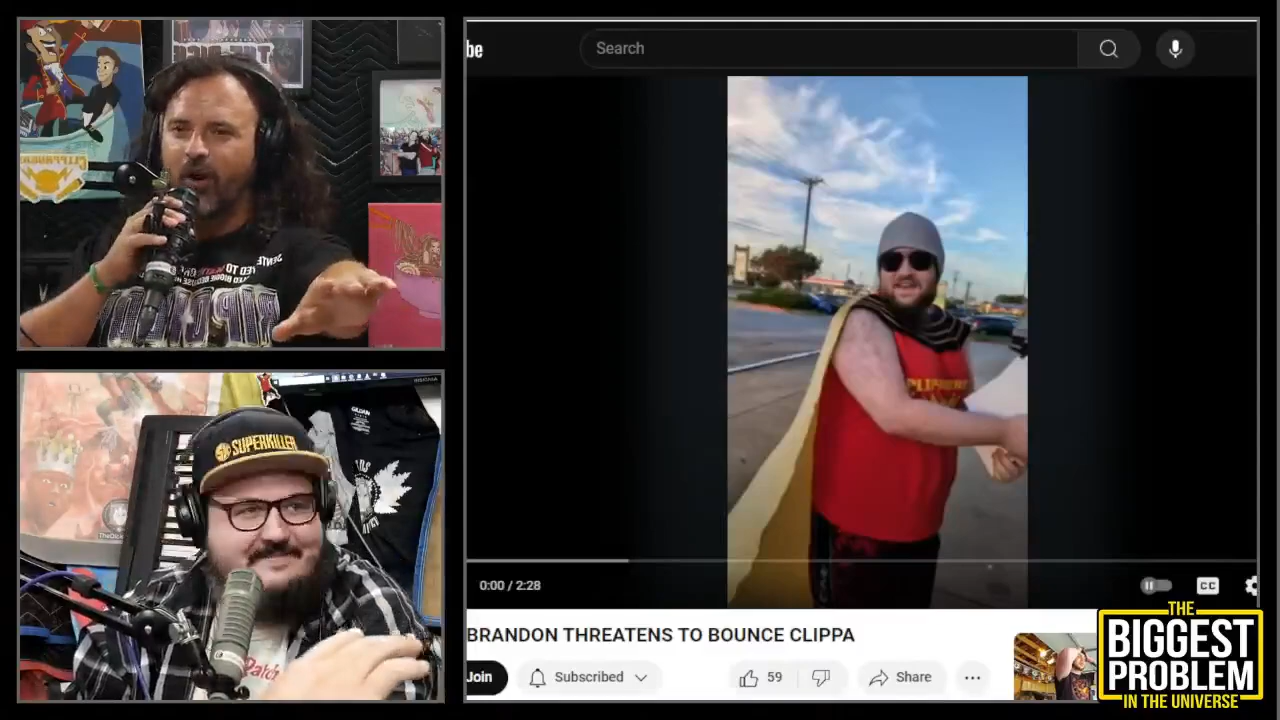 SUPERKILLER
be
Search
0:00 / 2:28
CC
BRANDON THREATENS TO BOUNCE CLIPPA
Join
Subscribed
59
Share
THE
BIGGEST
PROBLEM
IN THE UNIVERSE